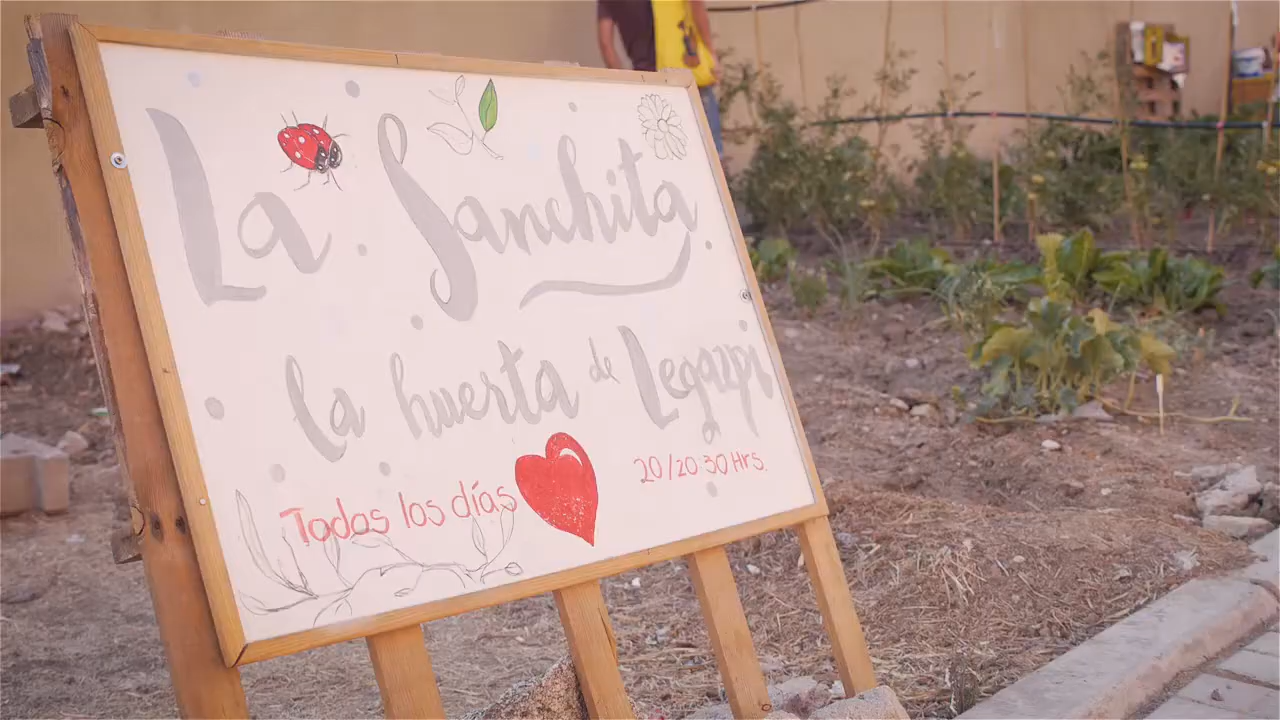 La Sanchita
la huerta de Legazpi
Todos los días
20/20:30 Hrs.